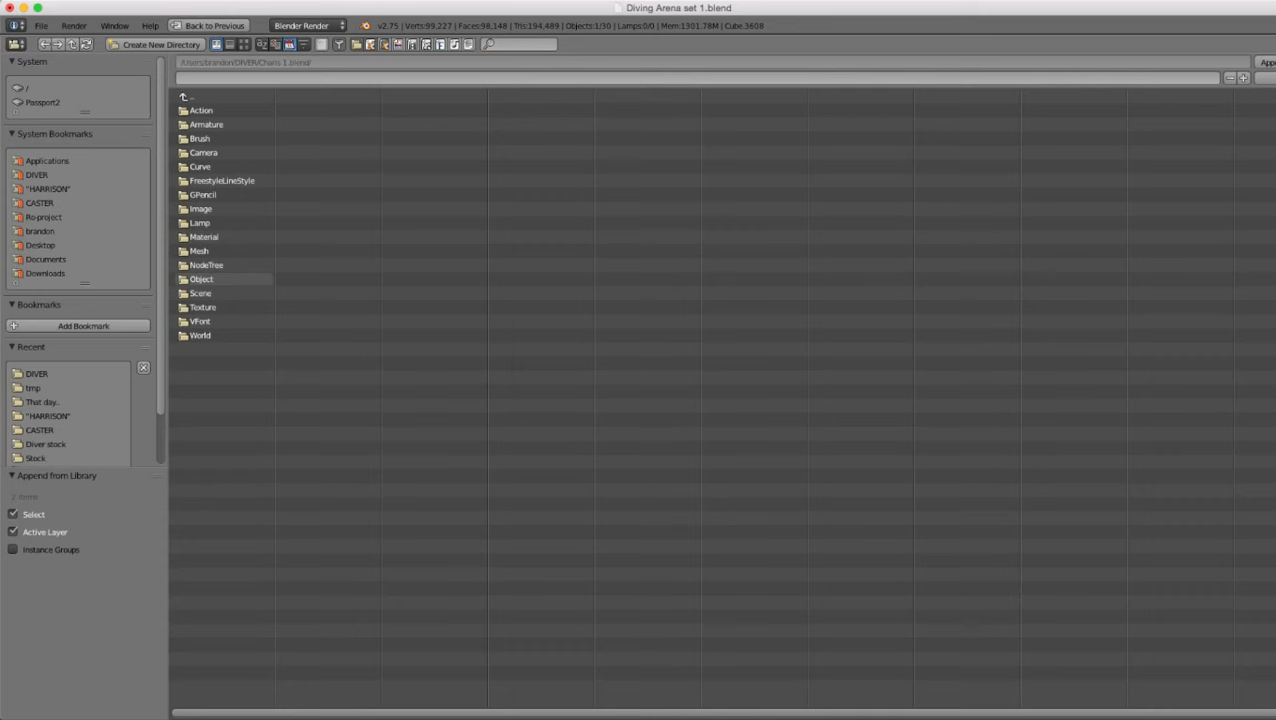 Diving Arena set 1.blend
File Render Window Help Back to Previous Blender Render v2.75 | Verts:99,227 | Faces:98,148 | Tris:194,489 | Objects:1/30 | Lamps:0/0 | Mem:1301.78M | Cube.3608
Create New Directory
System
/Users/brandon/DIVER/Charis 1.blend/
/
Passport2
System Bookmarks
Applications
DIVER
"HARRISON"
CASTER
Ro-project
brandon
Desktop
Documents
Downloads
Bookmarks
Add Bookmark
Recent
DIVER
tmp
That day..
"HARRISON"
CASTER
Diver stock
Stock
Append from Library
2 items
Select
Active Layer
Instance Groups
..
Action
Armature
Brush
Camera
Curve
FreestyleLineStyle
GPencil
Image
Lamp
Material
Mesh
NodeTree
Object
Scene
Texture
VFont
World